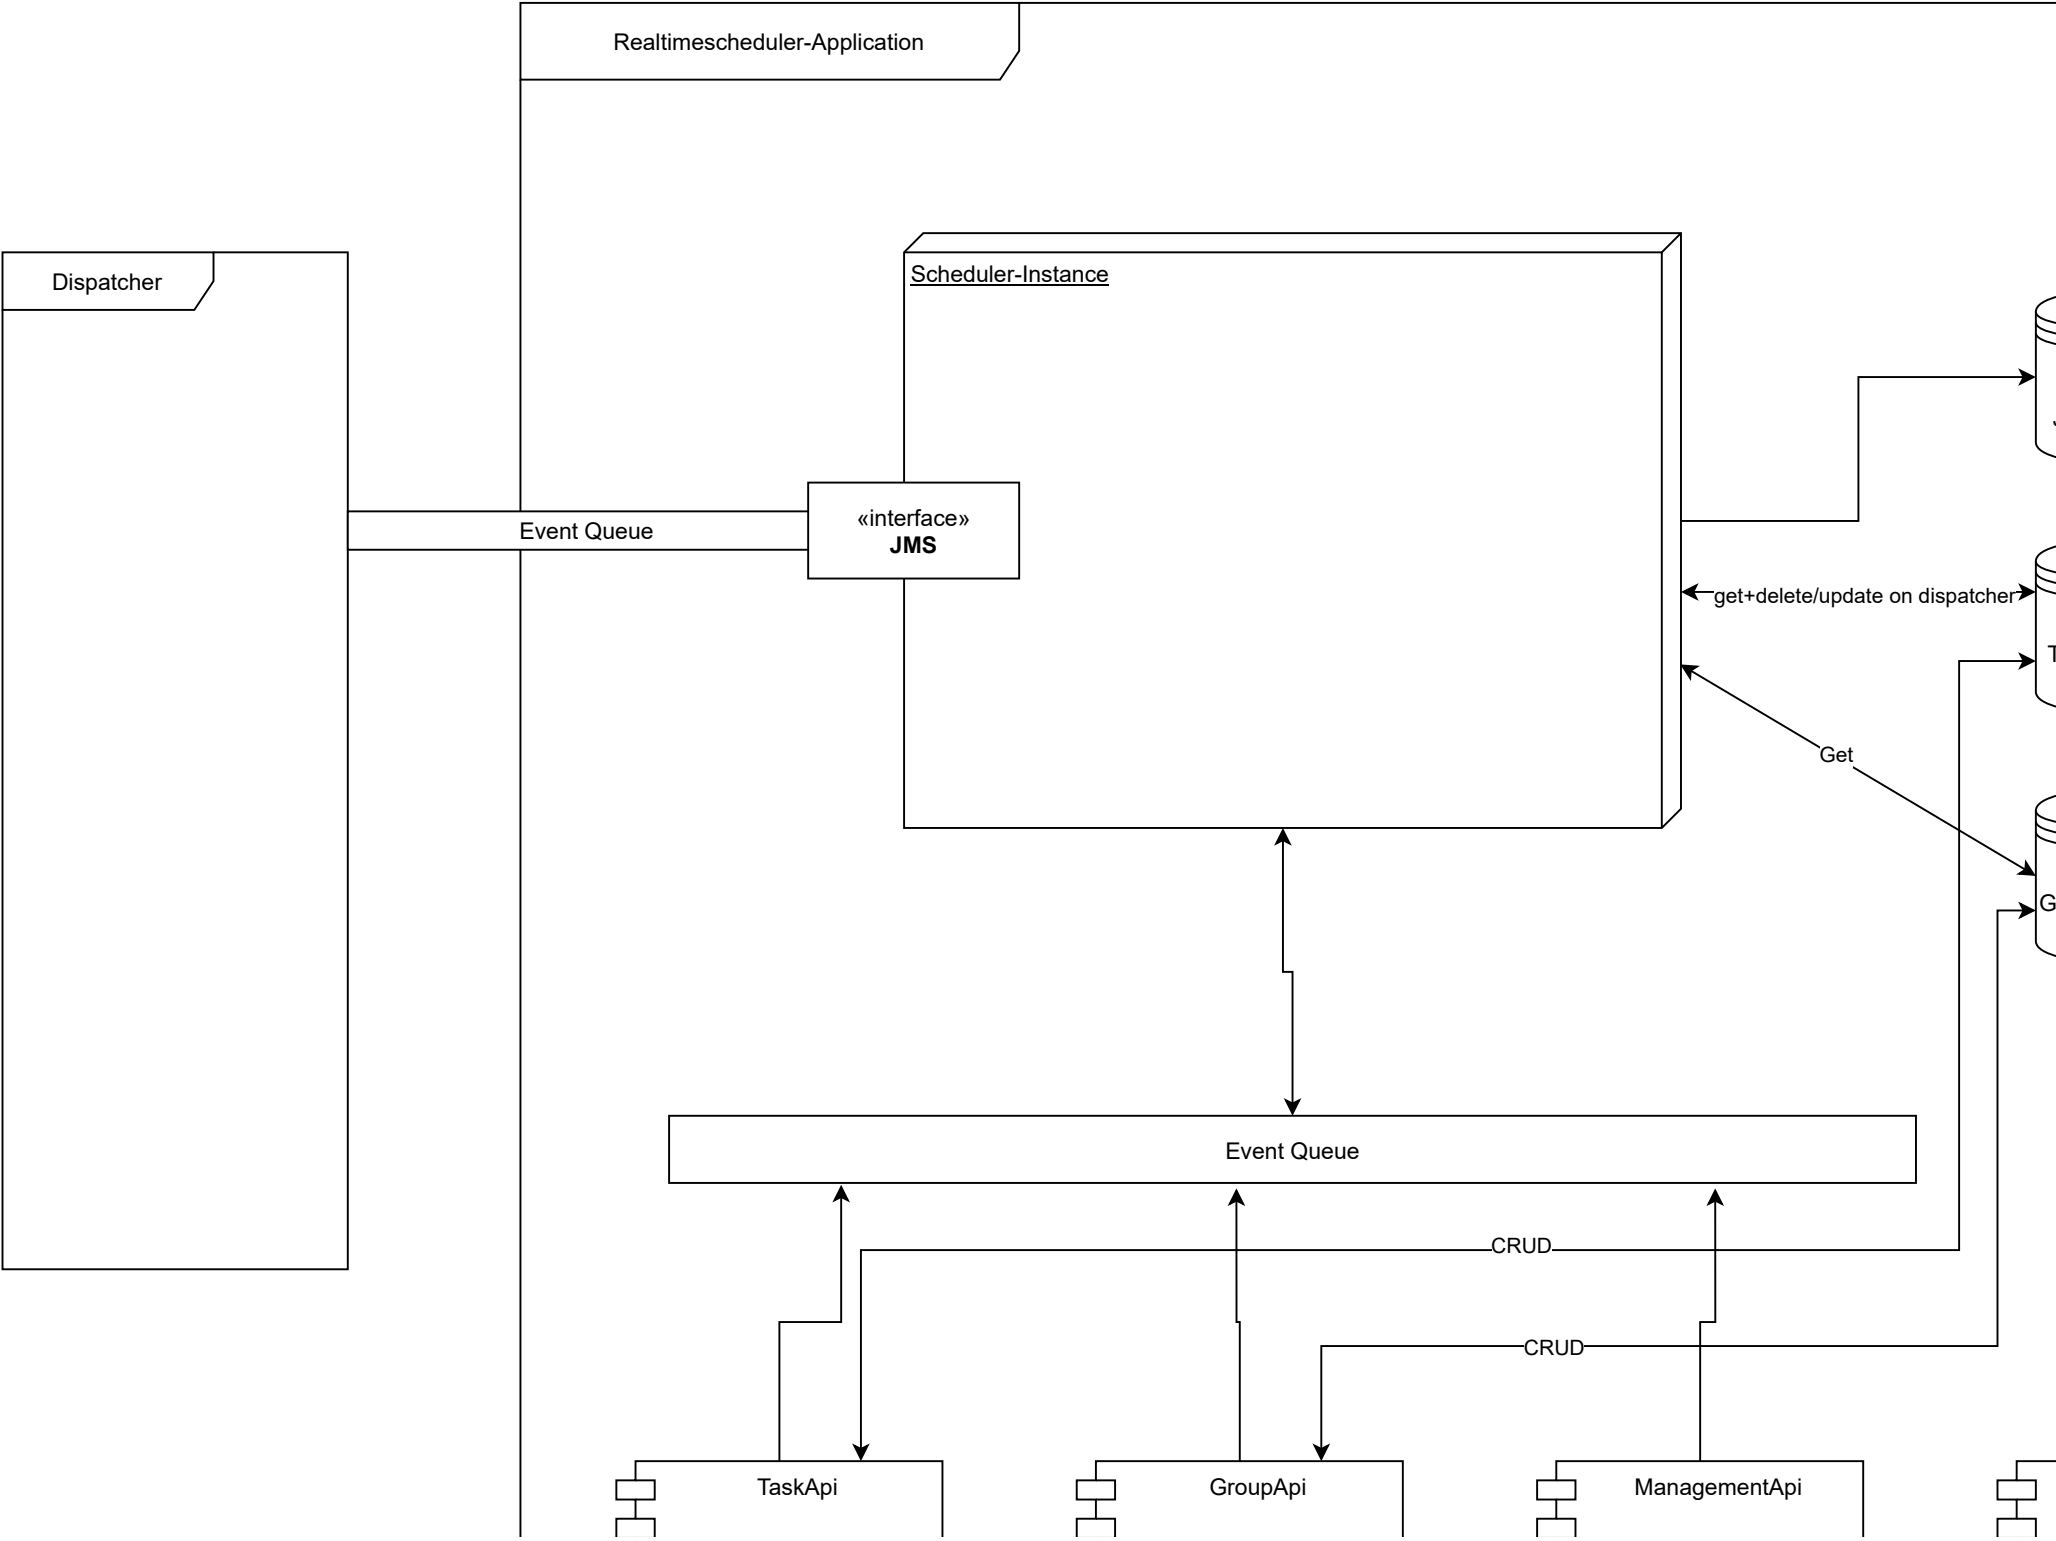 Realtimescheduler-Application
Dispatcher
Scheduler-Instance
«interface»
JMS
Event Queue
get+delete/update on dispatcher
Get
Event Queue
CRUD
CRUD
TaskApi
GroupApi
ManagementApi